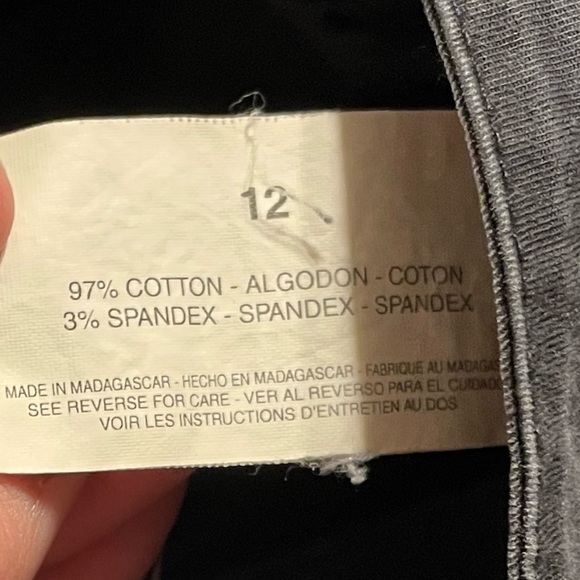 12
97% COTTON - ALGODON - COTON
3% SPANDEX - SPANDEX - SPANDEX
MADE IN MADAGASCAR - HECHO EN MADAGASCAR - FABRIQUE AU MADAGAS
SEE REVERSE FOR CARE - VER AL REVERSO PARA EL CUIDADO
VOIR LES INSTRUCTIONS D'ENTRETIEN AU DOS